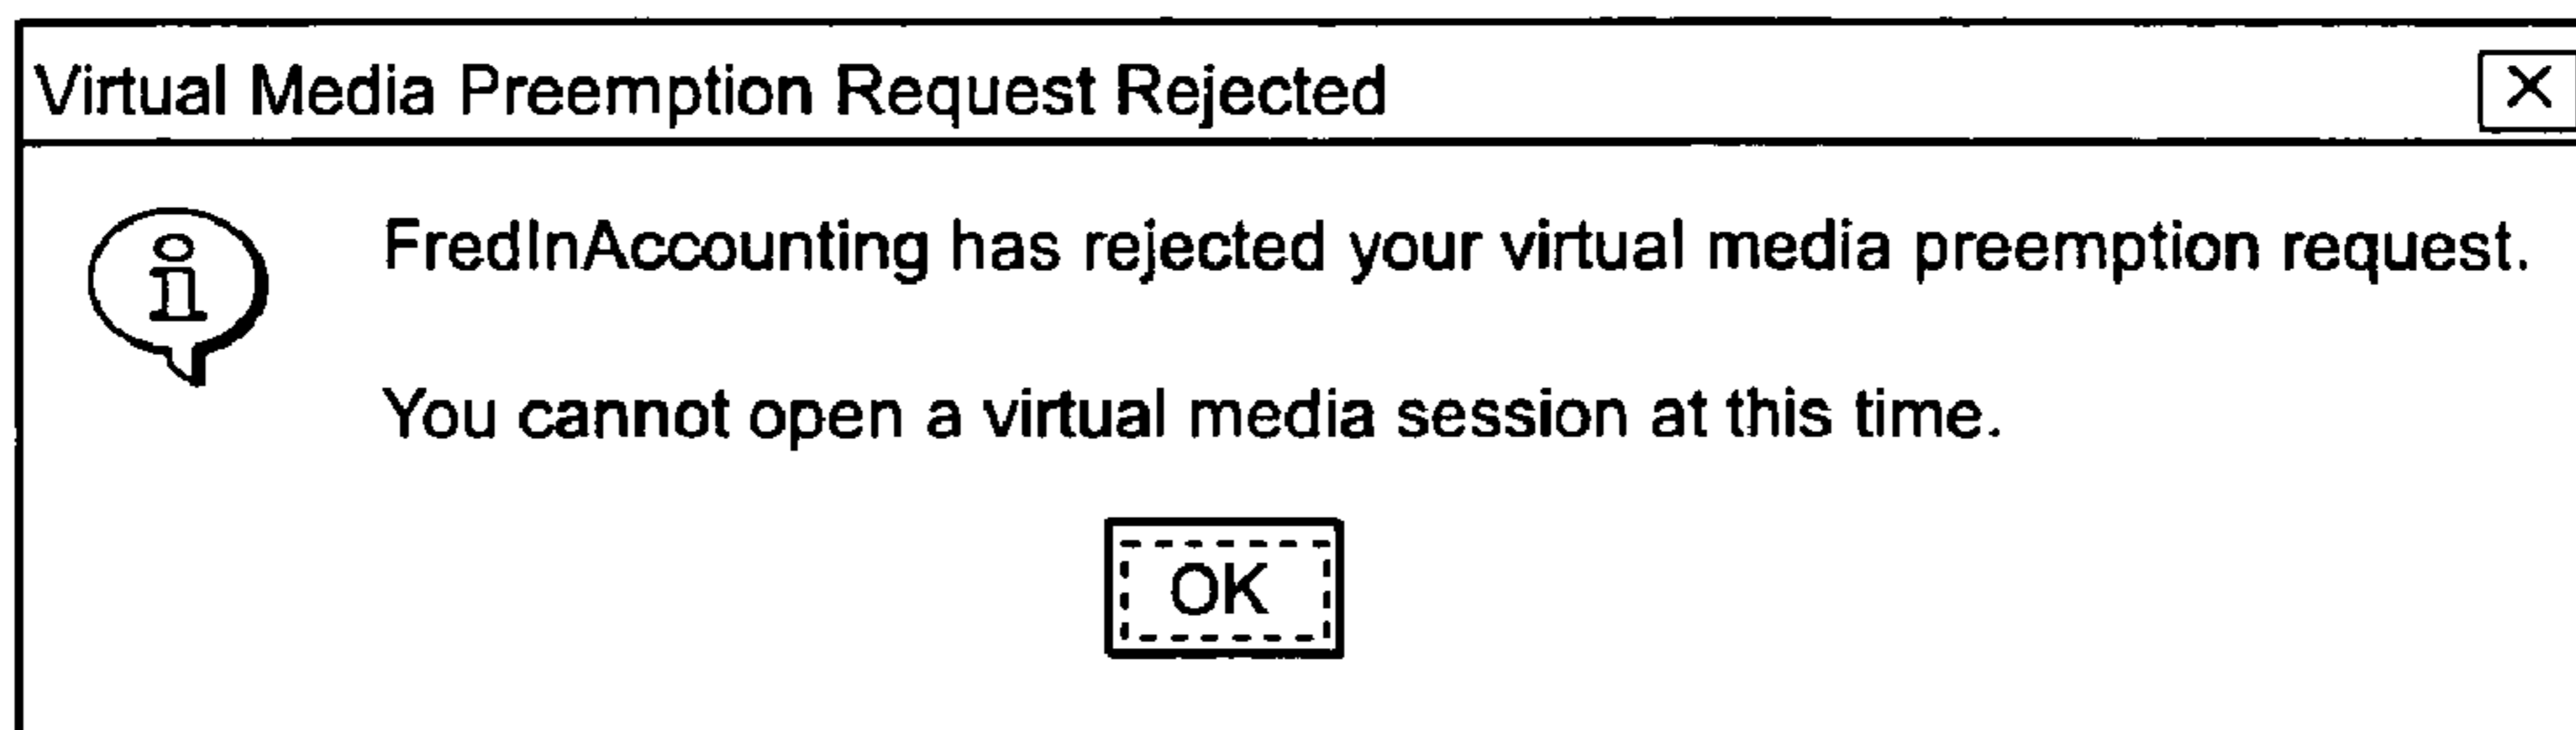 Virtual Media Preemption Request Rejected X
FredInAccounting has rejected your virtual media preemption request.
You cannot open a virtual media session at this time.
OK